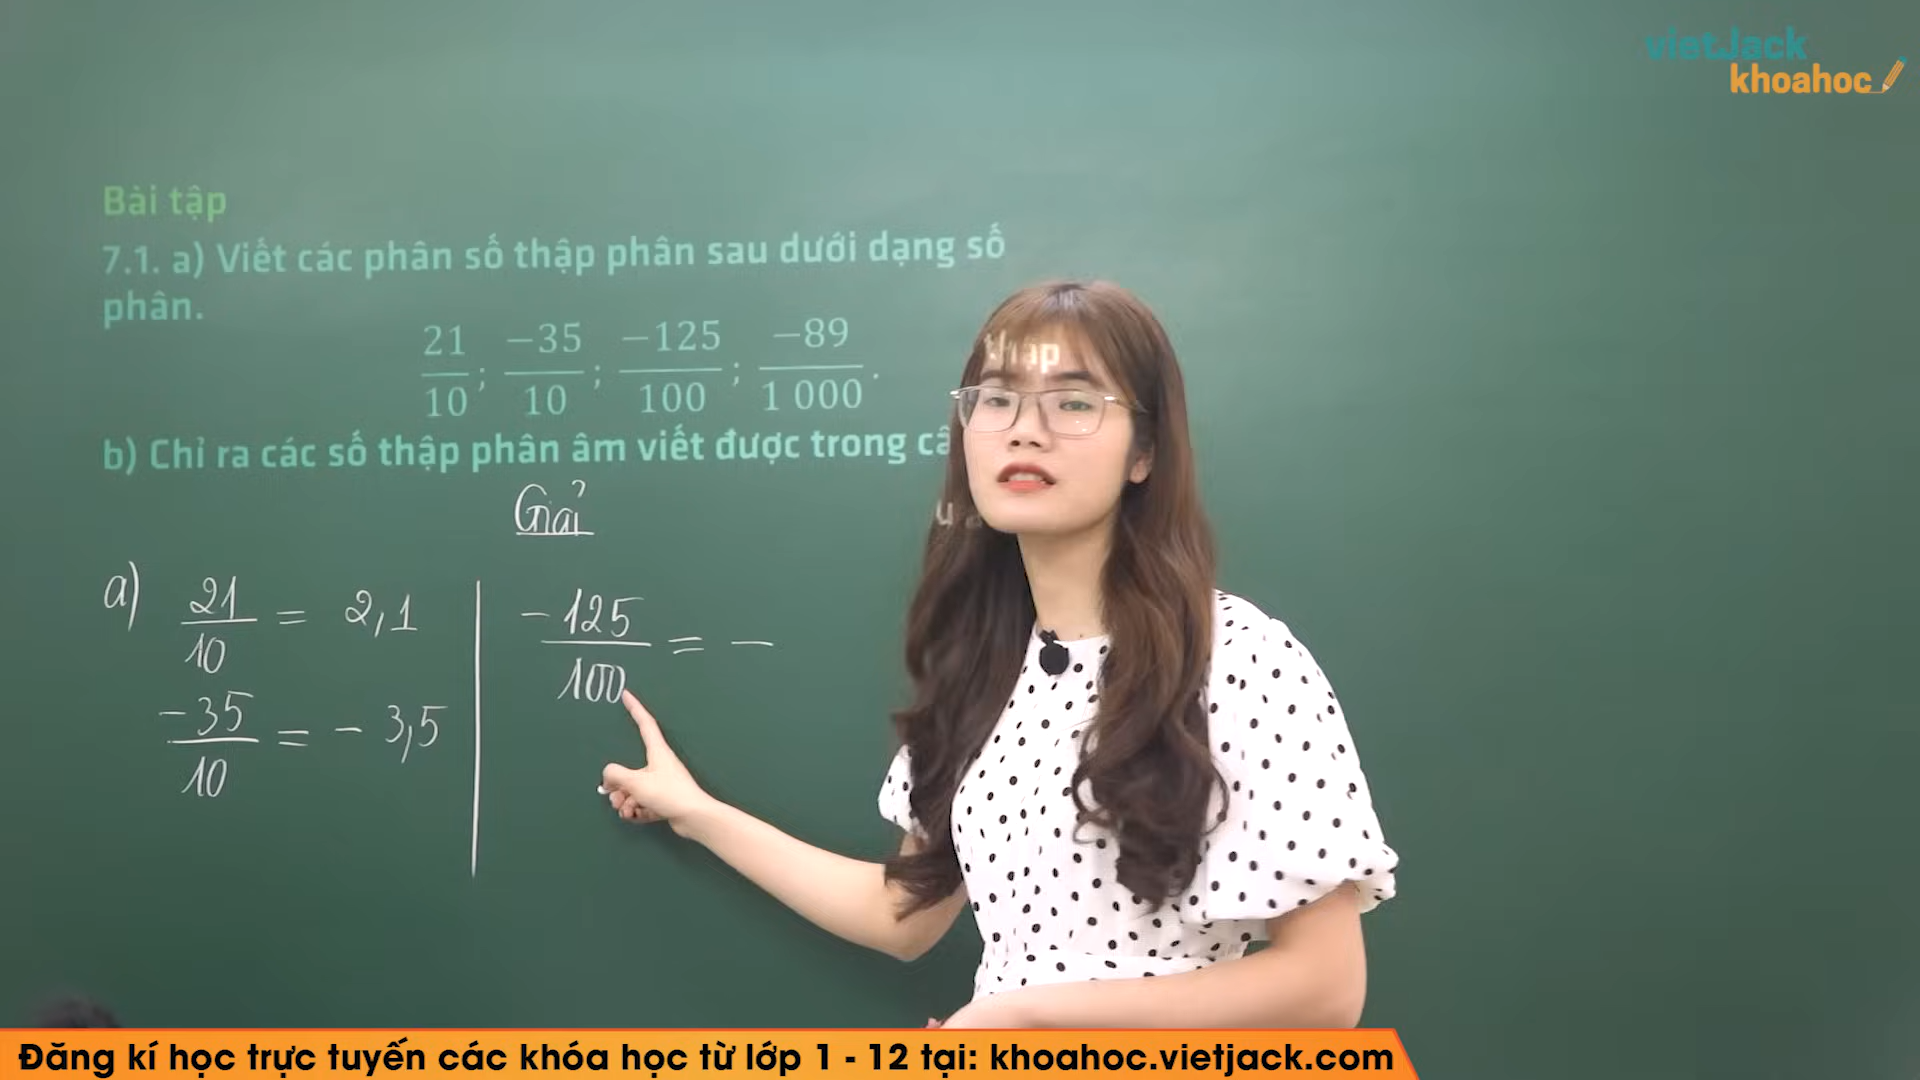 vietJack
khoahoc
Bài tập
7.1. a) Viết các phân số thập phân sau dưới dạng số thập
phân.
21/10; -35/10; -125/100; -89/1 000.
b) Chỉ ra các số thập phân âm viết được trong câ
Giải
a) 21/10 = 2,1
-35/10 = - 3,5
-125/100 = -
Đăng kí học trực tuyến các khóa học từ lớp 1 - 12 tại: khoahoc.vietjack.com